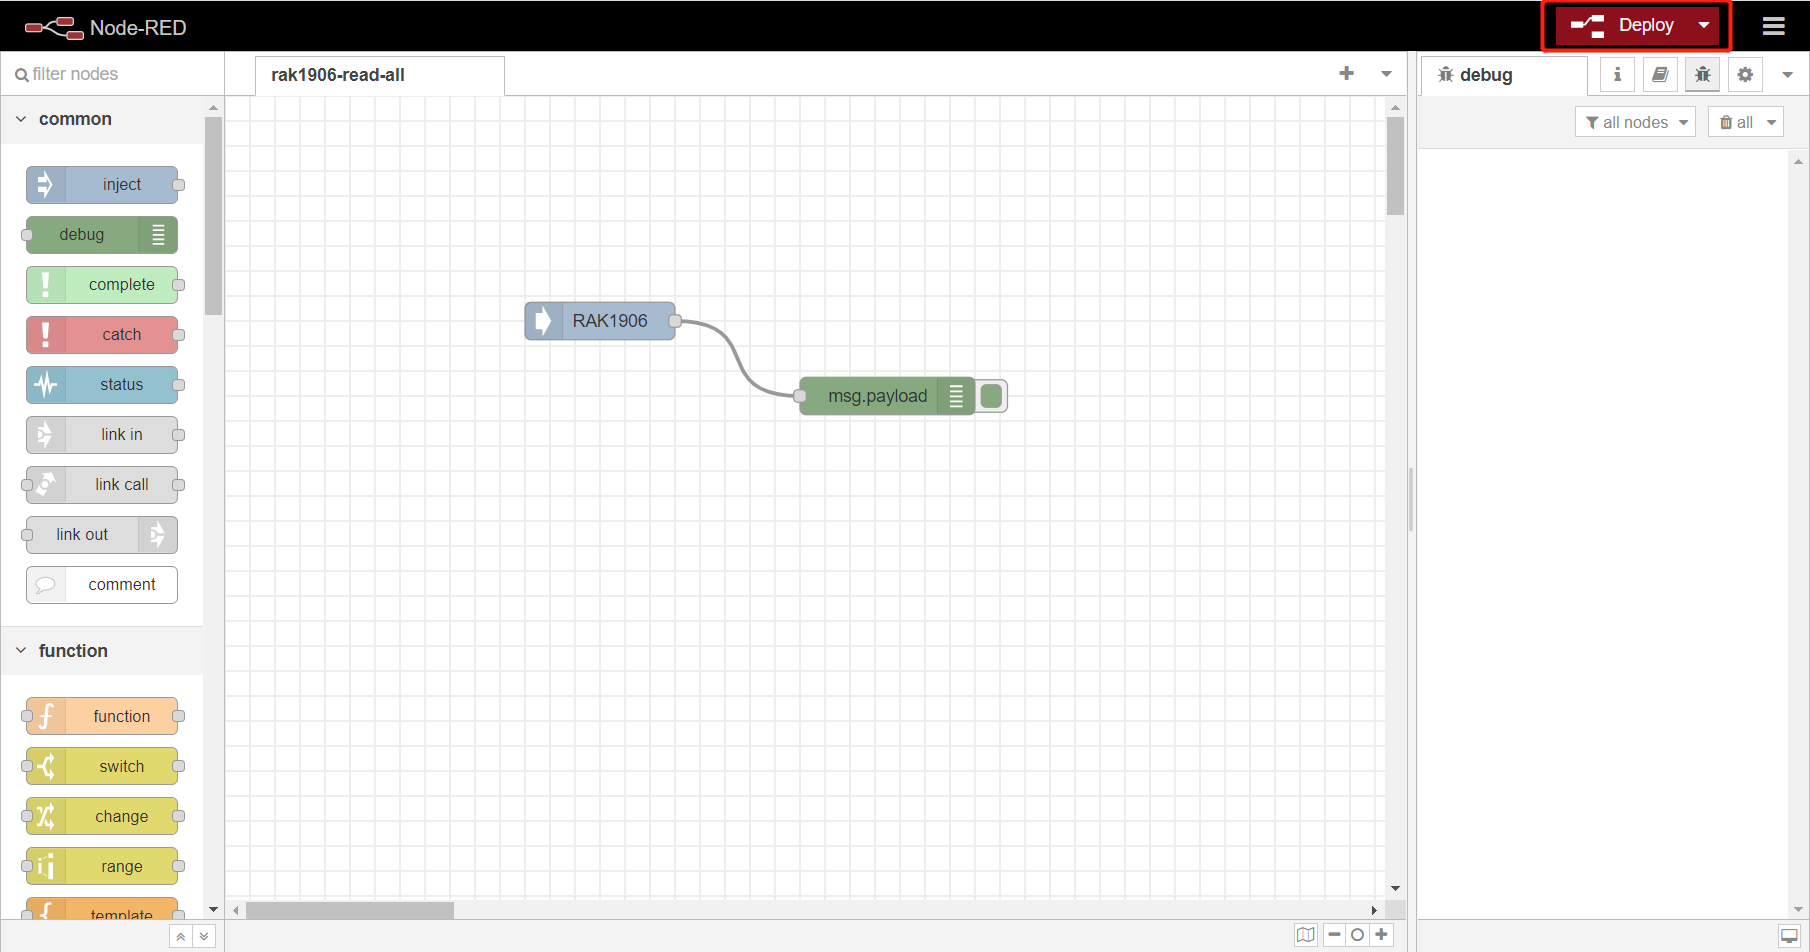 Node-RED
Deploy
filter nodes
rak1906-read-all
debug
i
all nodes
all
common
inject
debug
complete
catch
status
link in
link call
link out
comment
function
function
switch
change
range
template
RAK1906
msg.payload